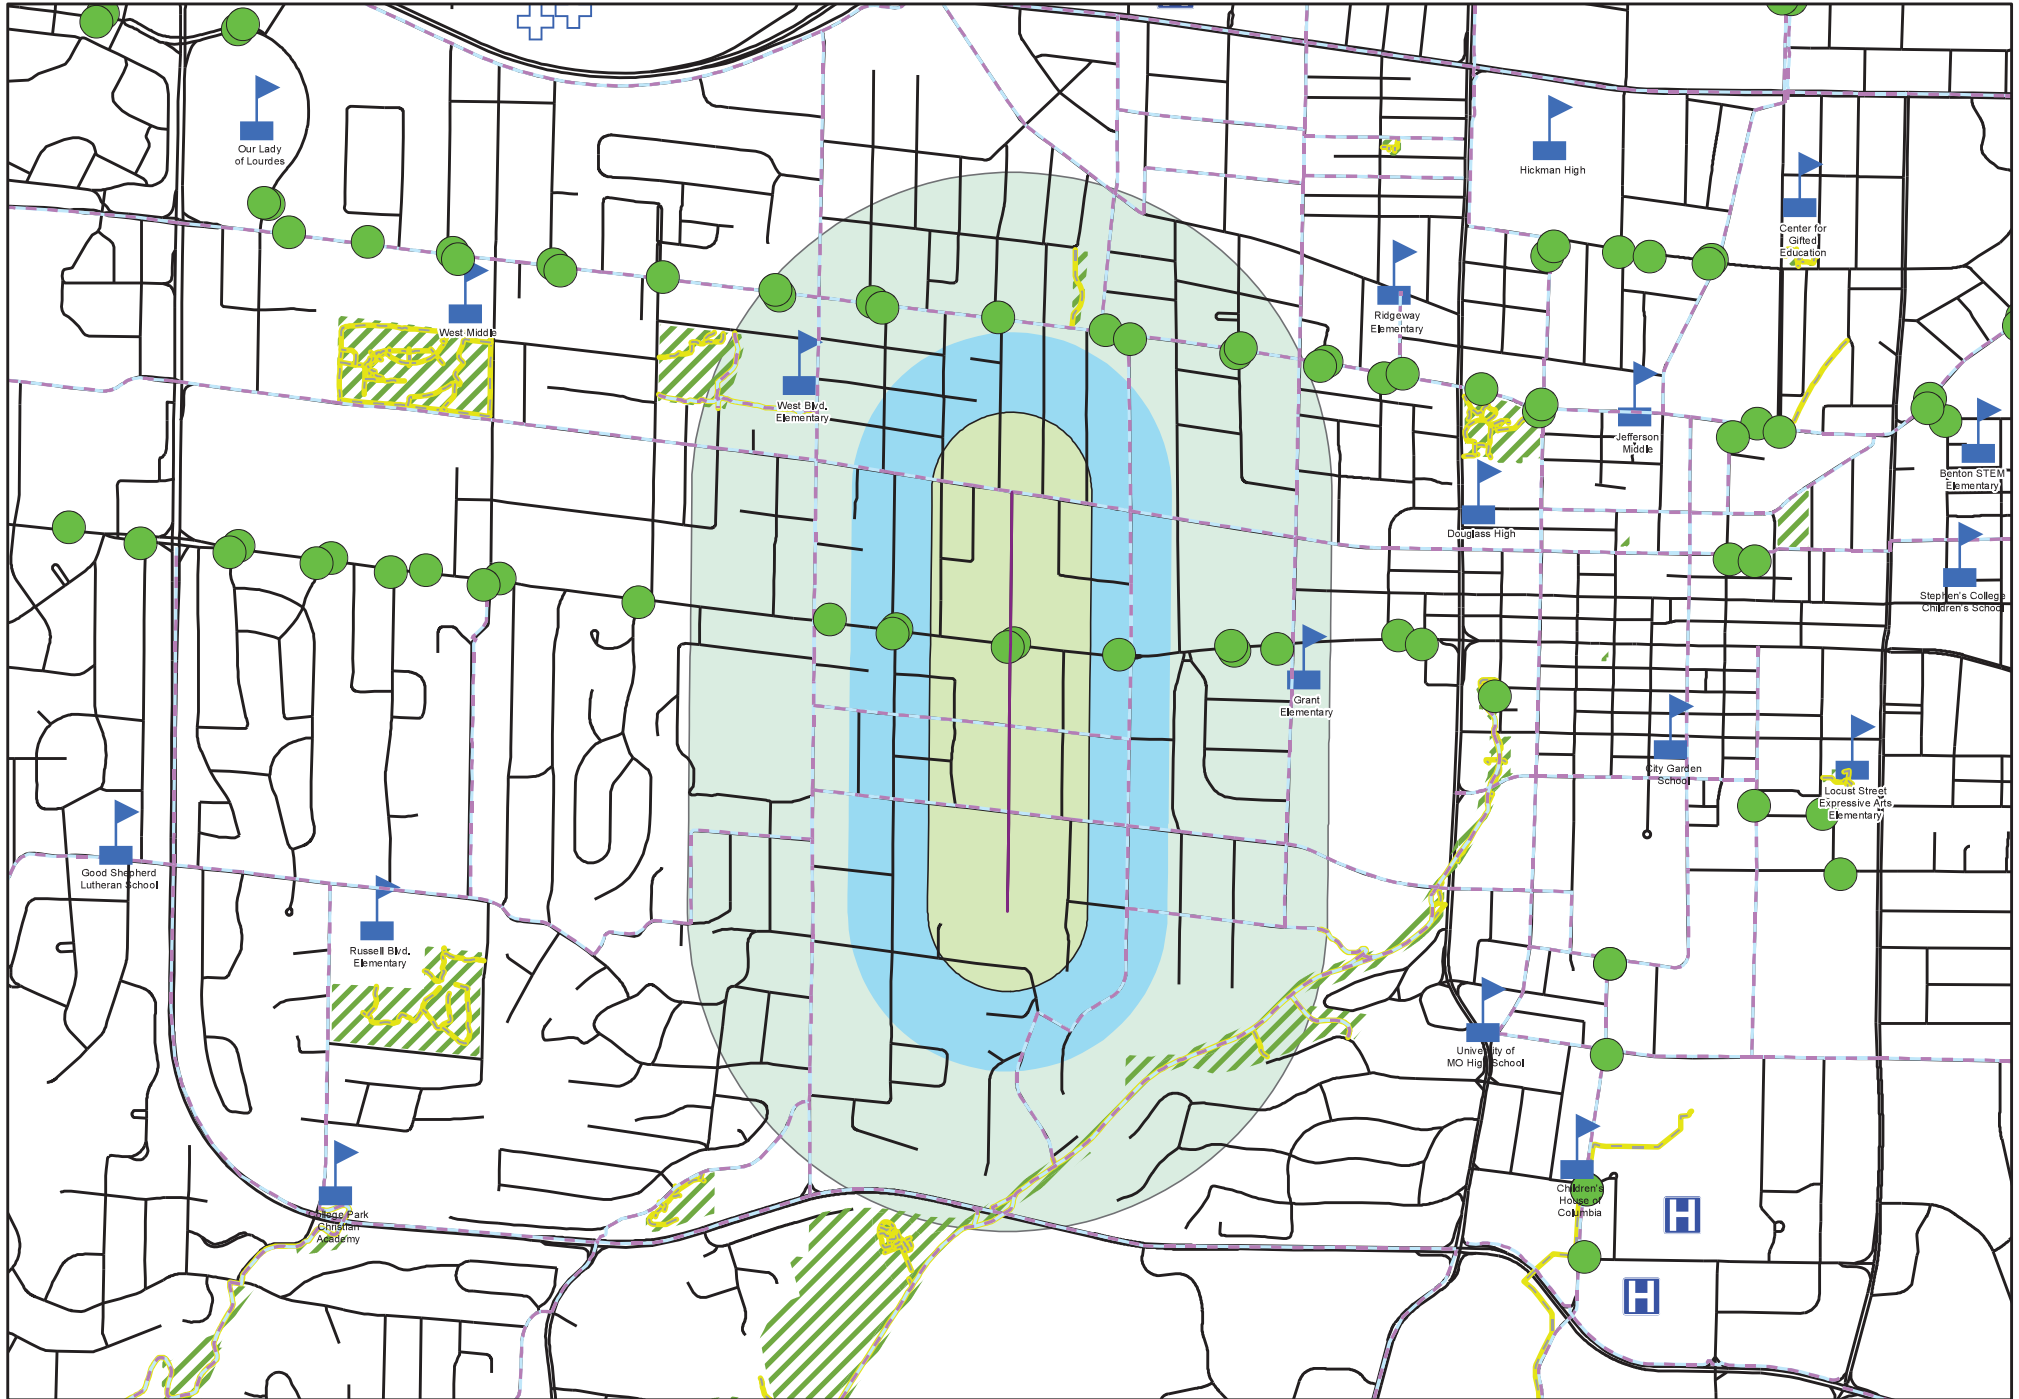 Our Lady
of Lourdes
Hickman High
Center for
Gifted
Education
Ridgeway
Elementary
West Middle
West Blvd.
Elementary
Jefferson
Middle
Benton STEM
Elementary
Douglass High
Stephen's College
Children's School
Grant
Elementary
City Garden
School
Locust Street
Expressive Arts
Elementary
Good Shepherd
Lutheran School
Russell Blvd.
Elementary
University of
MO High School
Children's
House of
Columbia
College Park
Christian
Academy
H
H